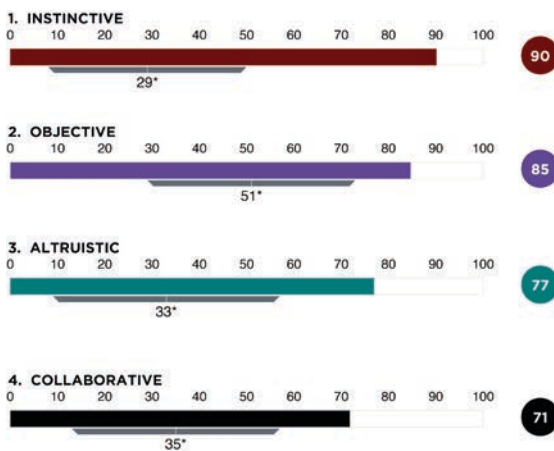 1. INSTINCTIVE
0 10 20 30 40 50 60 70 80 90 100
90
29*
2. OBJECTIVE
0 10 20 30 40 50 60 70 80 90 100
85
51*
3. ALTRUISTIC
0 10 20 30 40 50 60 70 80 90 100
77
33*
4. COLLABORATIVE
0 10 20 30 40 50 60 70 80 90 100
71
35*